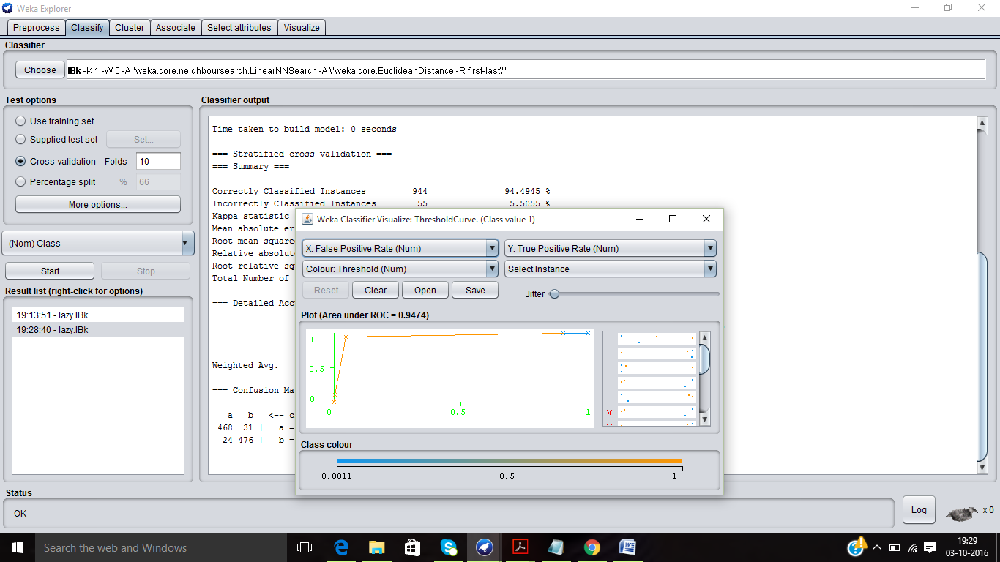 Weka Explorer
Preprocess Classify Cluster Associate Select attributes Visualize
Classifier
Choose IBk -K 1 -W 0 -A "weka.core.neighboursearch.LinearNNSearch -A \"weka.core.EuclideanDistance -R first-last\""
Test options
Use training set
Supplied test set Set...
Cross-validation Folds 10
Percentage split % 66
More options...
(Nom) Class
Start Stop
Result list (right-click for options)
19:13:51 - lazy.IBk
19:28:40 - lazy.IBk
Classifier output
Time taken to build model: 0 seconds
=== Stratified cross-validation ===
=== Summary ===
Correctly Classified Instances 944 94.4945 %
Incorrectly Classified Instances 55 5.5055 %
Kappa statistic
Mean absolute er
Root mean square
Relative absolut
Root relative sq
Total Number of
=== Detailed Acc
Weighted Avg.
=== Confusion Ma
a b <-- c
468 31 | a =
24 476 | b =
Weka Classifier Visualize: ThresholdCurve. (Class value 1)
X: False Positive Rate (Num) Y: True Positive Rate (Num)
Colour: Threshold (Num) Select Instance
Reset Clear Open Save Jitter
Plot (Area under ROC = 0.9474)
1
0.5
0
0 0.5 1
X
Class colour
0.0011 0.5 1
Status
OK
Log x 0
Search the web and Windows
19:29
03-10-2016